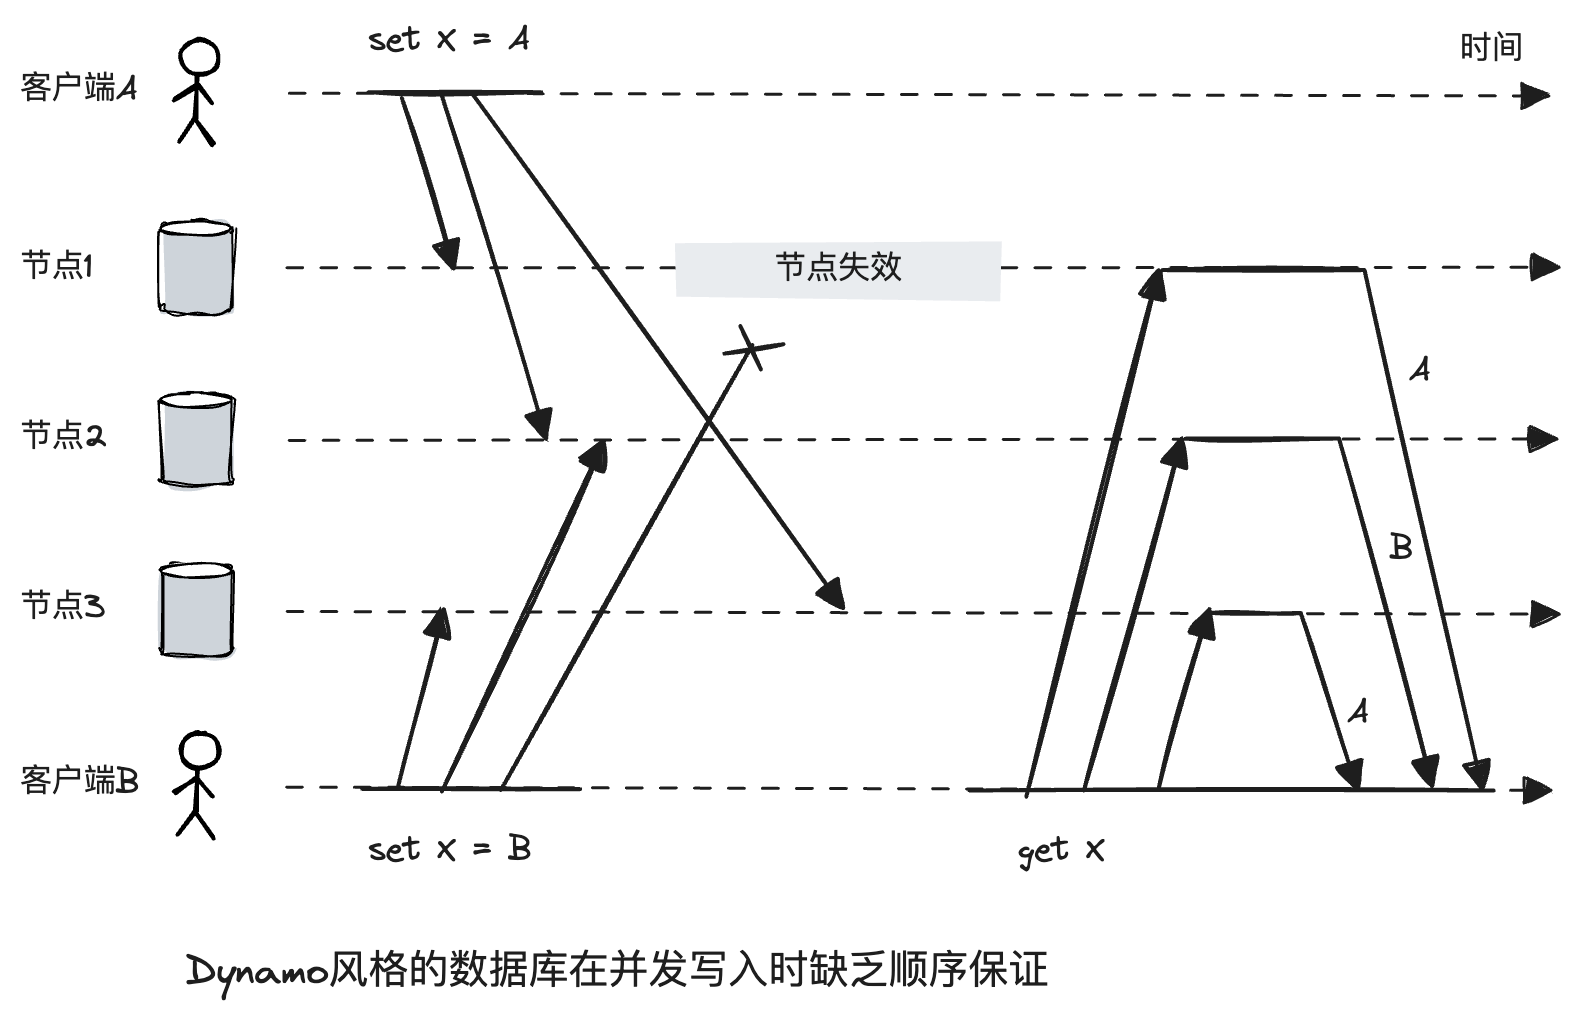 set x = A
时间
客户端A
节点1
节点失效
A
节点2
B
节点3
A
客户端B
set x = B
get x
Dynamo风格的数据库在并发写入时缺乏顺序保证